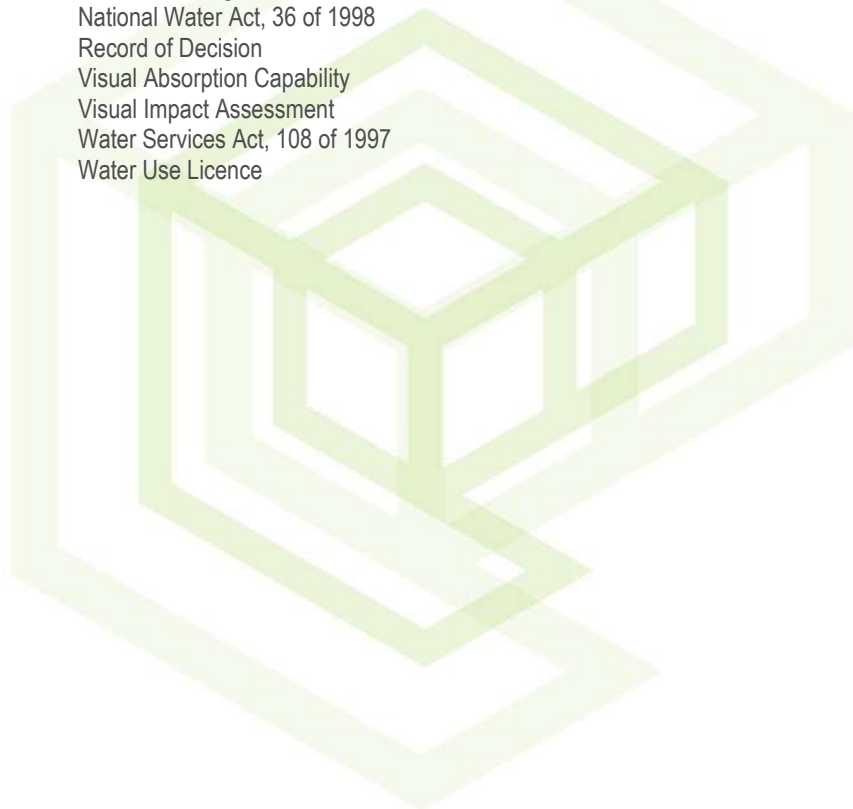 National Water Act, 36 of 1998
Record of Decision
Visual Absorption Capability
Visual Impact Assessment
Water Services Act, 108 of 1997
Water Use Licence